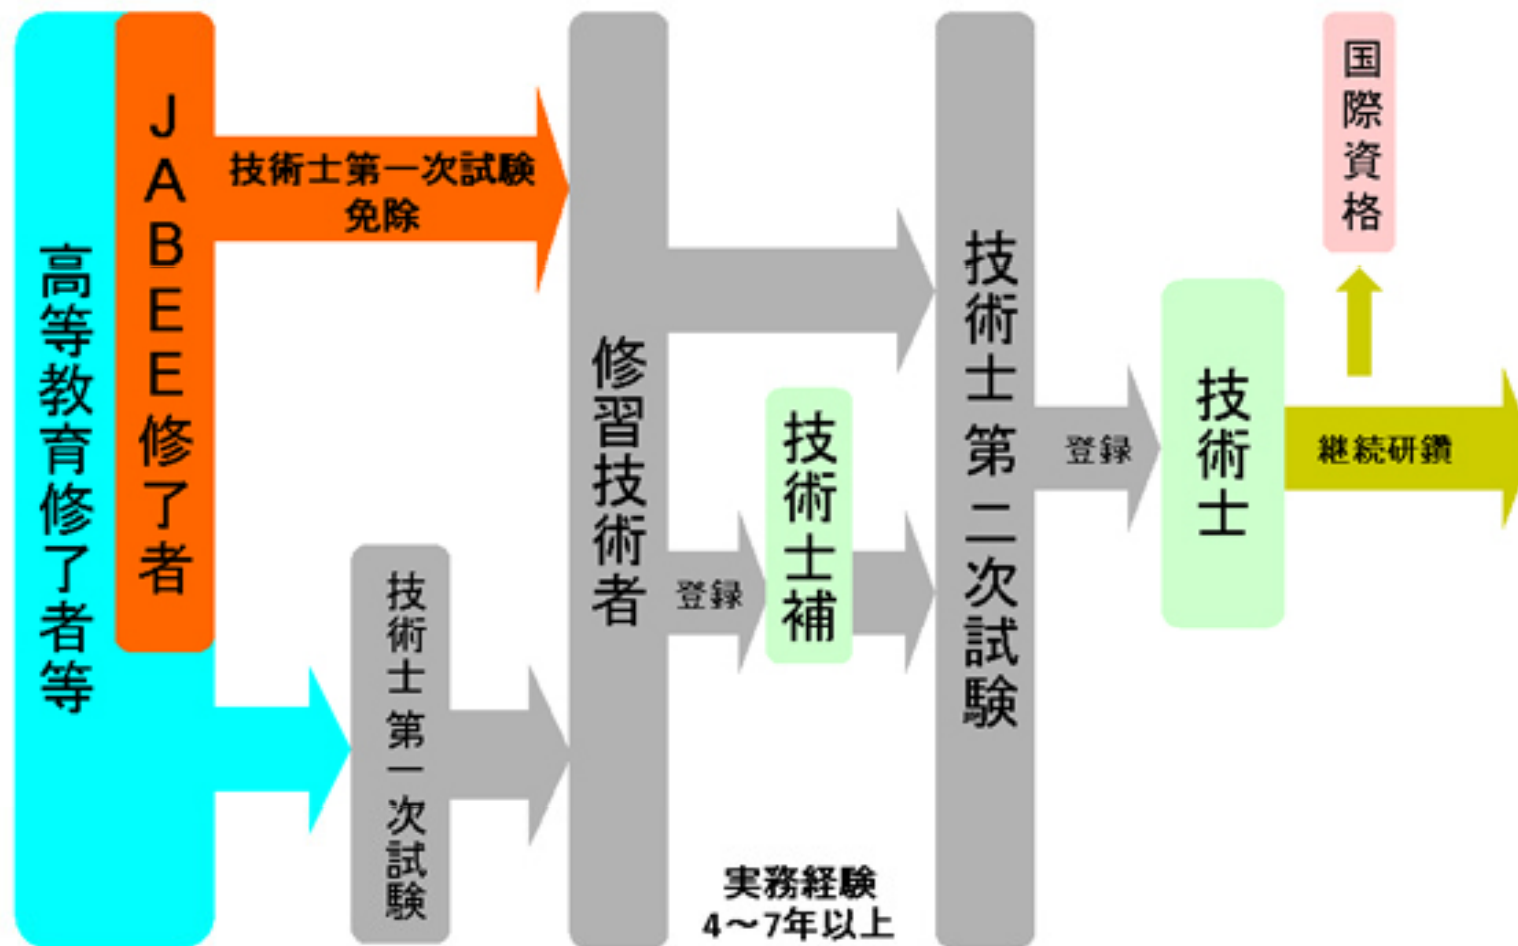 高等教育修了者等
JABEE修了者
技術士第一次試験
免除
技術士第一次試験
修習技術者
登録
技術士補
実務経験
4～7年以上
技術士第二次試験
登録
技術士
国際資格
継続研鑽